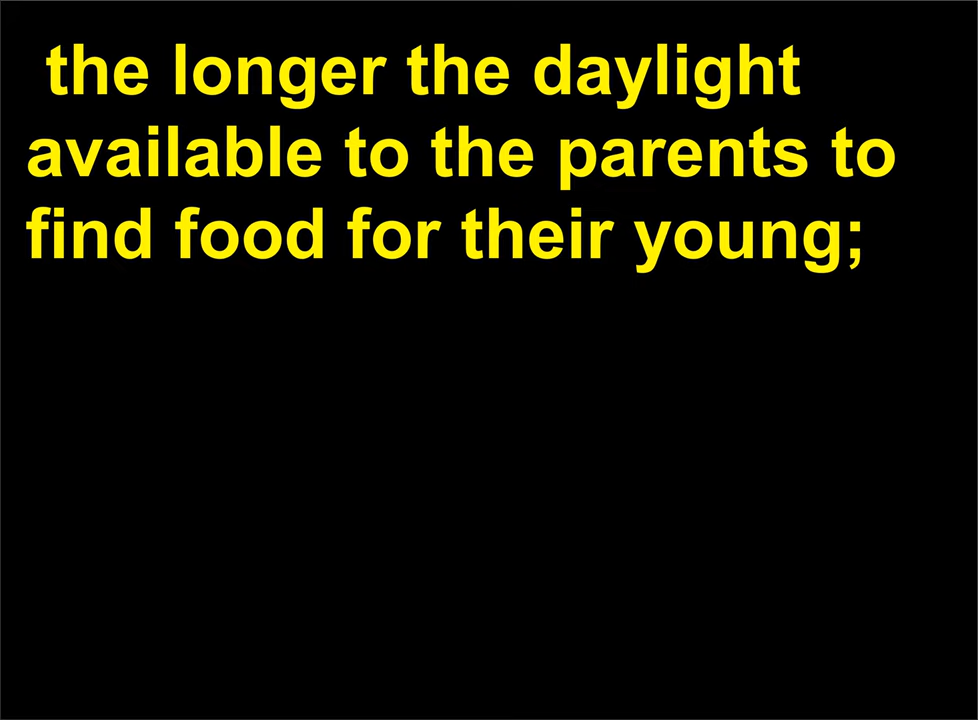 the longer the daylight
available to the parents to
find food for their young;